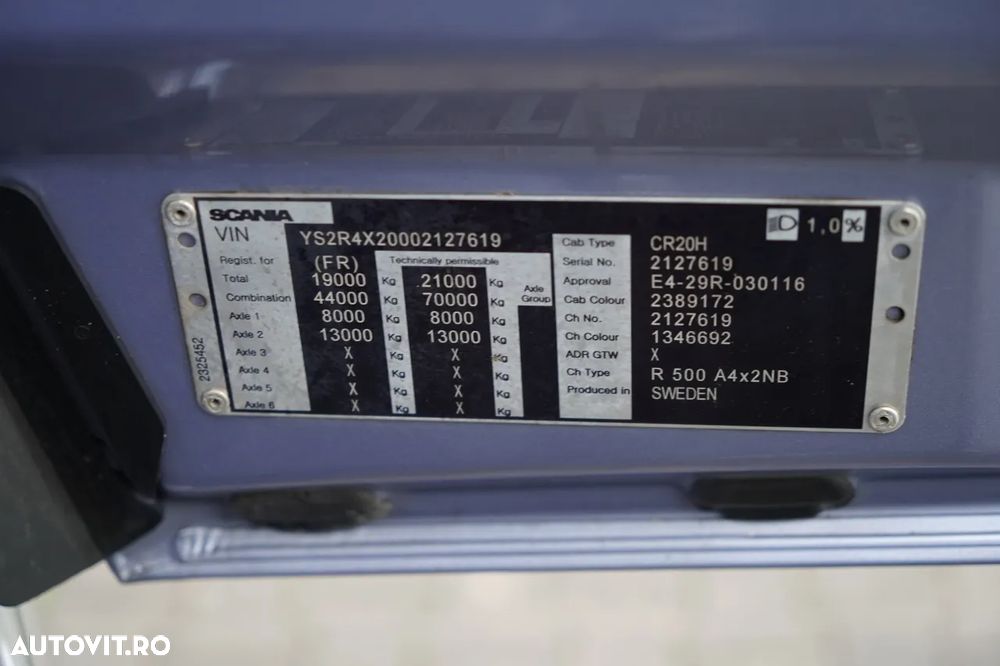 SCANIA
VIN YS2R4X20002127619
Regist. for (FR) Technically permissible
Total 19000 Kg 21000 Kg Axle Group
Combination 44000 Kg 70000 Kg
Axle 1 8000 Kg 8000 Kg
Axle 2 13000 Kg 13000 Kg
Axle 3 X Kg X Kg
Axle 4 X Kg X Kg
Axle 5 X Kg X Kg
Axle 6 X Kg X Kg
2325452
1,0%
Cab Type CR20H
Serial No. 2127619
Approval E4-29R-030116
Cab Colour 2389172
Ch No. 2127619
Ch Colour 1346692
ADR GTW X
Ch Type R 500 A4x2NB
Produced in SWEDEN
AUTOVIT.RO